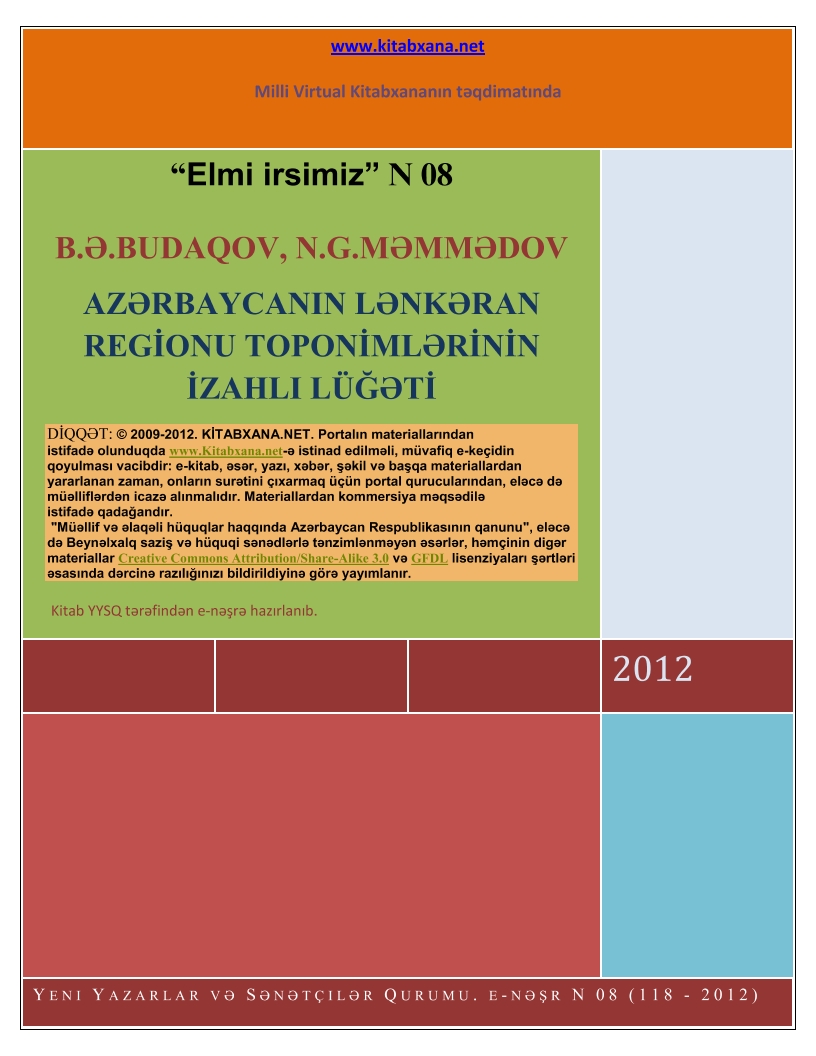 www.kitabxana.net
Milli Virtual Kitabxananın təqdimatında
“Elmi irsimiz” N 08
B.Ə.BUDAQOV, N.G.MƏMMƏDOV
AZƏRBAYCANIN LƏNKƏRAN
REGİONU TOPONİMLƏRİNİN
İZAHLI LÜĞƏTİ
DİQQƏT: © 2009-2012. KİTABXANA.NET. Portalın materiallarından
istifadə olunduqda www.Kitabxana.net-ə istinad edilməli, müvafiq e-keçidin
qoyulması vacibdir: e-kitab, əsər, yazı, xəbər, şəkil və başqa materiallardan
yararlanan zaman, onların surətini çıxarmaq üçün portal qurucularından, eləcə də
müəlliflərdən icazə alınmalıdır. Materiallardan kommersiya məqsədilə
istifadə qadağandır.
"Müəllif və əlaqəli hüquqlar haqqında Azərbaycan Respublikasının qanunu", eləcə
də Beynəlxalq saziş və hüquqi sənədlərlə tənzimlənməyən əsərlər, həmçinin digər
materiallar Creative Commons Attribution/Share-Alike 3.0 və GFDL lisenziyaları şərtləri
əsasında dərcinə razılığınızı bildirildiyinə görə yayımlanır.
Kitab YYSQ tərəfindən e-nəşrə hazırlanıb.
2012
YENI YAZARLAR VƏ SƏNƏTÇILƏR QURUMU. E-NƏŞR N 08 (118 - 2012)